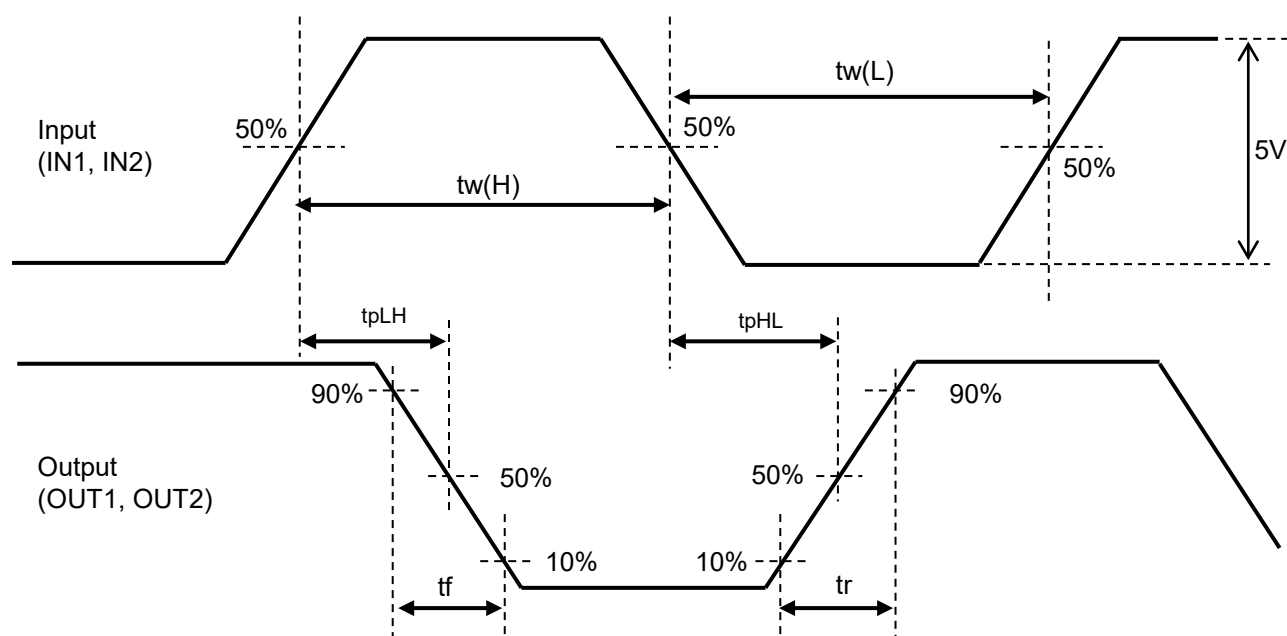 tw(L)
Input
(IN1, IN2)
50%
50%
50%
5V
tw(H)
tpLH
tpHL
90%
90%
Output
(OUT1, OUT2)
50%
50%
10%
10%
tf
tr